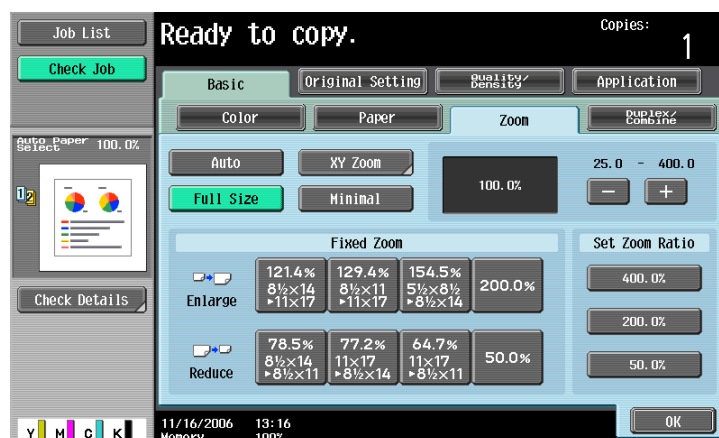 Job List
Check Job
Ready to copy.
Copies:
1
Basic
Original Setting
Quality/
Density
Application
Color
Paper
Zoom
Duplex/
Combine
Auto Paper
Select 100.0%
1 2
Check Details
Auto
XY Zoom
Full Size
Minimal
100.0%
25.0 - 400.0
− +
Fixed Zoom
Enlarge
121.4%
8½×14
▸11×17
129.4%
8½×11
▸11×17
154.5%
5½×8½
▸8½×14
200.0%
Reduce
78.5%
8½×14
▸8½×11
77.2%
11×17
▸8½×14
64.7%
11×17
▸8½×11
50.0%
Set Zoom Ratio
400.0%
200.0%
50.0%
Y M C K
11/16/2006 13:16
Memory 100%
OK